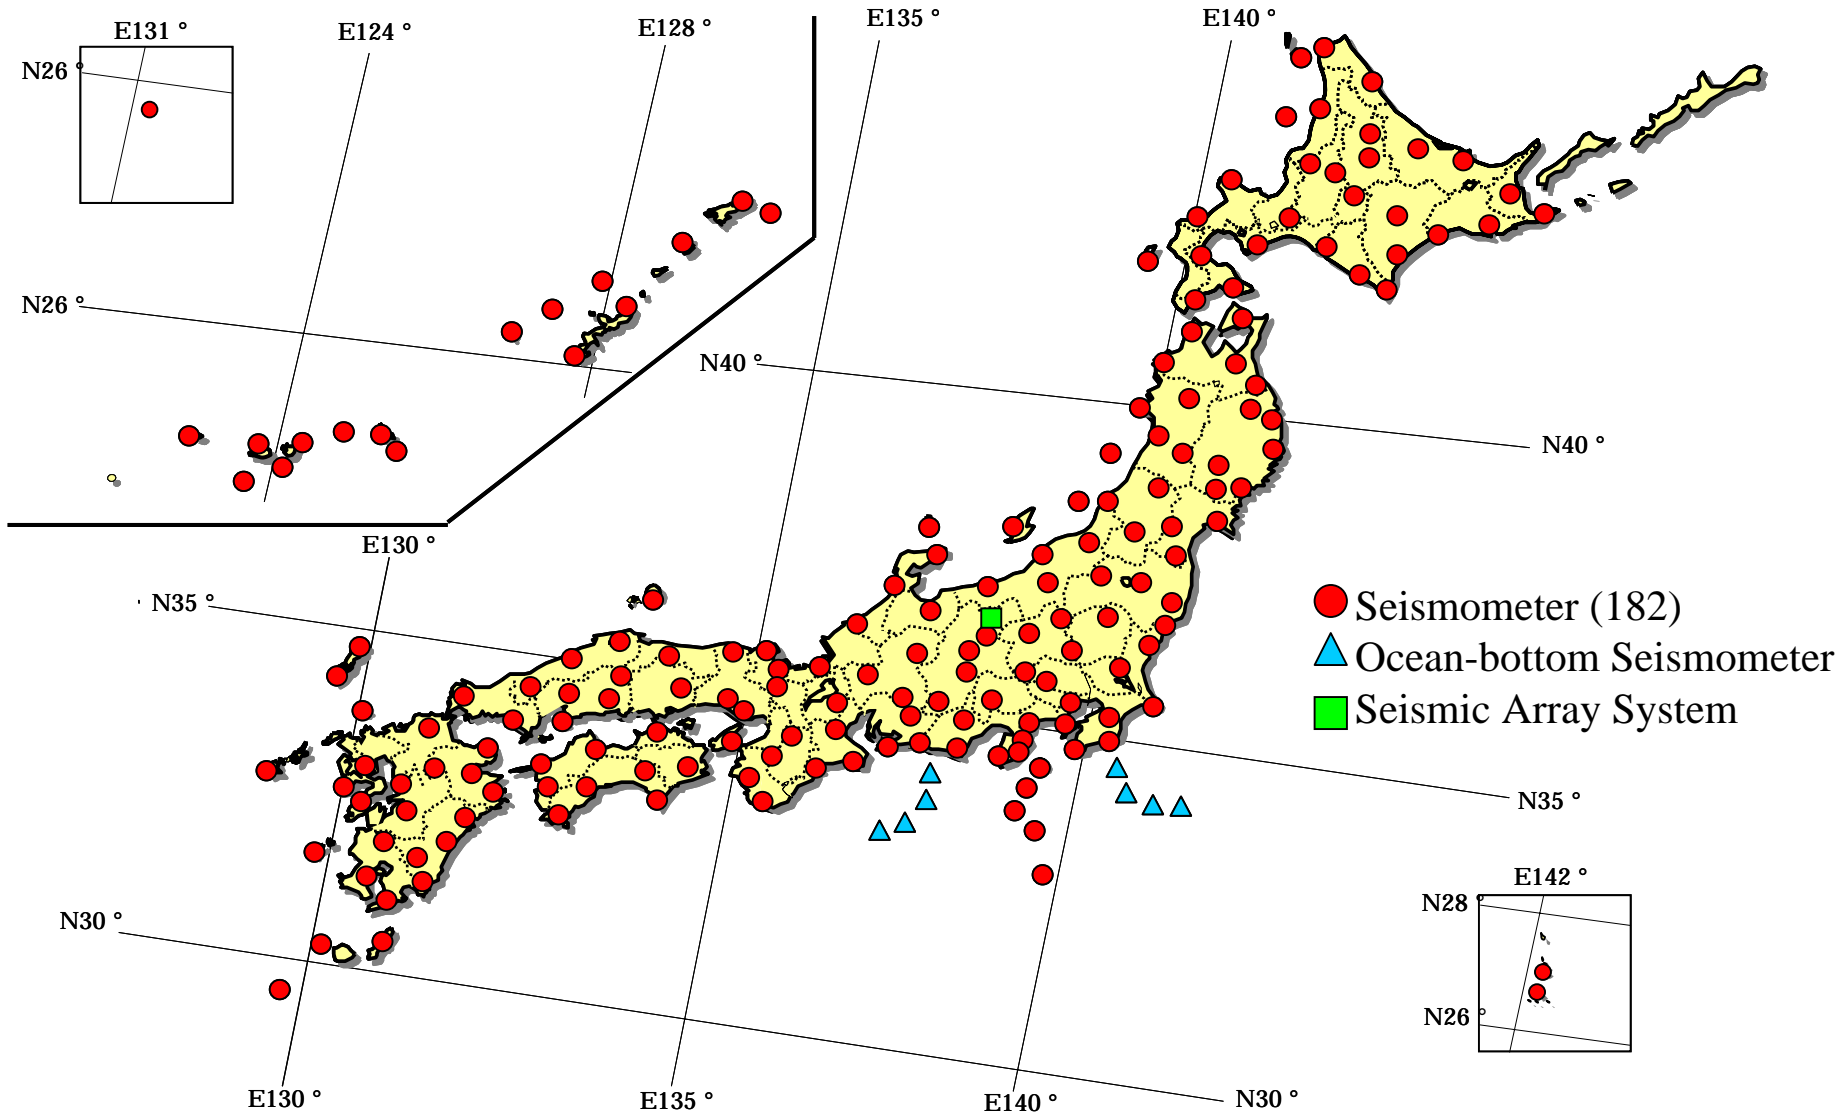 E131 °
E124 °
E128 °
E135 °
E140 °
N26 °
N26 °
N40 °
N40 °
E130 °
N35 °
Seismometer (182)
Ocean-bottom Seismometer
Seismic Array System
N35 °
E142 °
N28 °
N30 °
N26 °
E130 °
E135 °
E140 °
N30 °